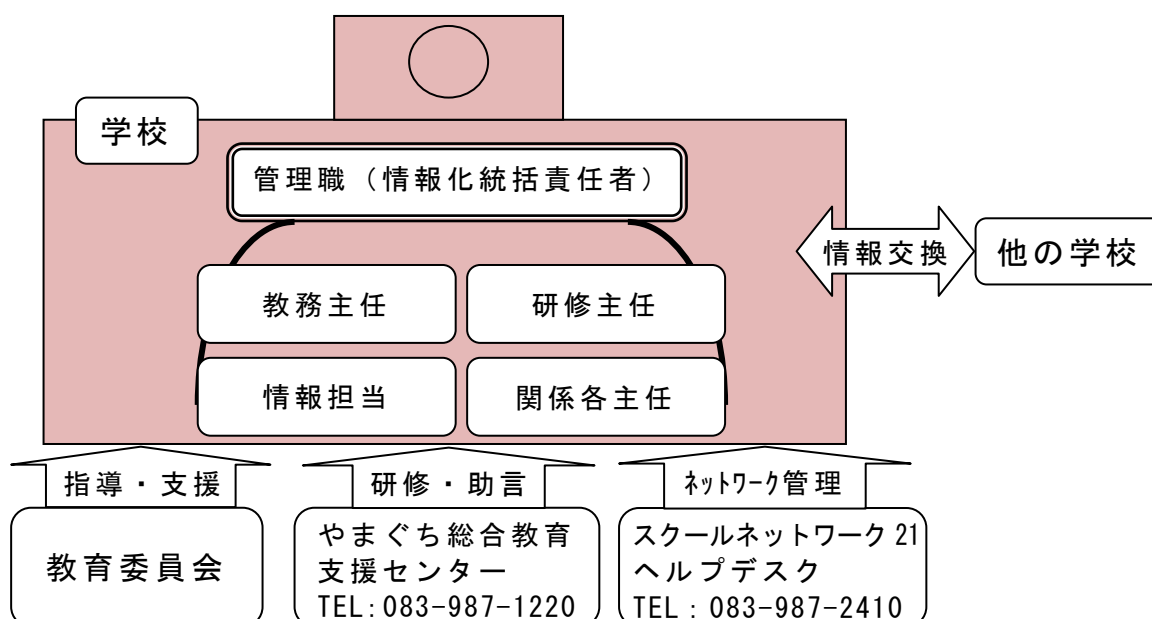 学校
管理職（情報化統括責任者）
教務主任
研修主任
情報担当
関係各主任
情報交換
他の学校
指導・支援
研修・助言
ネットワーク管理
教育委員会
やまぐち総合教育
支援センター
TEL:083-987-1220
スクールネットワーク21
ヘルプデスク
TEL：083-987-2410